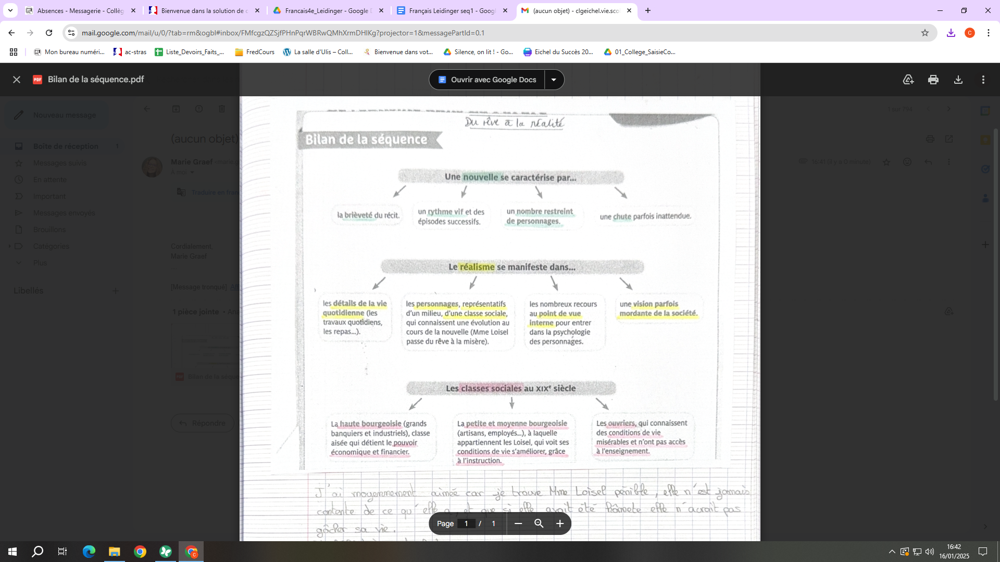 Absences - Messagerie - Collèg
Bienvenue dans la solution de c
Francais4e_Leidinger - Google D
Français Leidinger seq1 - Googl
(aucun objet) - clgeichel.vie.sco
mail.google.com/mail/u/0/?tab=rm&ogbl#inbox/FMfcgzQZSjfPHnPqrWBRwQMhXrmDHlKg?projector=1&messagePartId=0.1
C
Mon bureau numéri...
ac-stras
Liste_Devoirs_Faits_...
FredCours
La salle d'Ulis – Coll...
Bienvenue dans vot...
Silence, on lit ! - Go...
Eichel du Succès 20...
01_College_SaisieCo...
PDF
Bilan de la séquence.pdf
Ouvrir avec Google Docs
Nouveau message
1 sur 794
Boîte de réception 1
Messages suivis
En attente
Important
Messages envoyés
Brouillons
Catégories
Plus
Libellés
(aucun objet)
Marie Graef
À moi
16:41 (il y a 0 minute)
Traduire en fran
Cordialement,
Marie Graef
[Message tronqué]
1 pièce jointe
Bilan de la séque
Répondre
Du rêve à la réalité
Bilan de la séquence
Une nouvelle se caractérise par...
la brièveté du récit.
un rythme vif et des
épisodes successifs.
un nombre restreint
de personnages.
une chute parfois inattendue.
Le réalisme se manifeste dans...
les détails de la vie
quotidienne (les
travaux quotidiens,
les repas...).
les personnages, représentatifs
d'un milieu, d'une classe sociale,
qui connaissent une évolution au
cours de la nouvelle (Mme Loisel
passe du rêve à la misère).
les nombreux recours
au point de vue
interne pour entrer
dans la psychologie
des personnages.
une vision parfois
mordante de la société.
Les classes sociales au XIXe siècle
La haute bourgeoisie (grands
banquiers et industriels), classe
aisée qui détient le pouvoir
économique et financier.
La petite et moyenne bourgeoisie
(artisans, employés...), à laquelle
appartiennent les Loisel, qui voit ses
conditions de vie s'améliorer, grâce
à l'instruction.
Les ouvriers, qui connaissent
des conditions de vie
misérables et n'ont pas accès
à l'enseignement.
J'ai moyennement aimée car je trouve Mme Loisel pénible, elle n'est jamais
contente de ce qu'elle a, et que si elle avait été honnete elle n'aurait pas
gâcher sa vie.
Page 1 / 1
C
16:42
16/01/2025